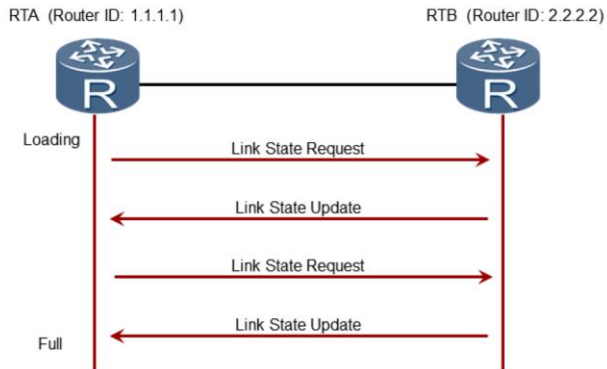 RTA (Router ID: 1.1.1.1) RTB (Router ID: 2.2.2.2)
R R
Loading
Link State Request
Link State Update
Link State Request
Link State Update
Full